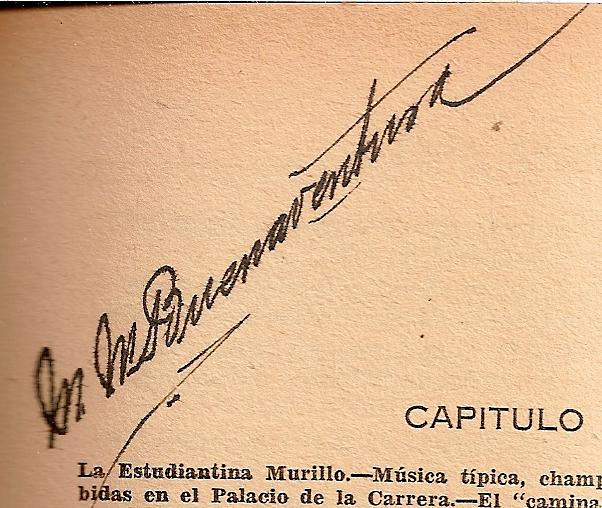 M. M. Buenaventura
CAPITULO
La Estudiantina Murillo.—Música típica, champ
bidas en el Palacio de la Carrera.—El "camina